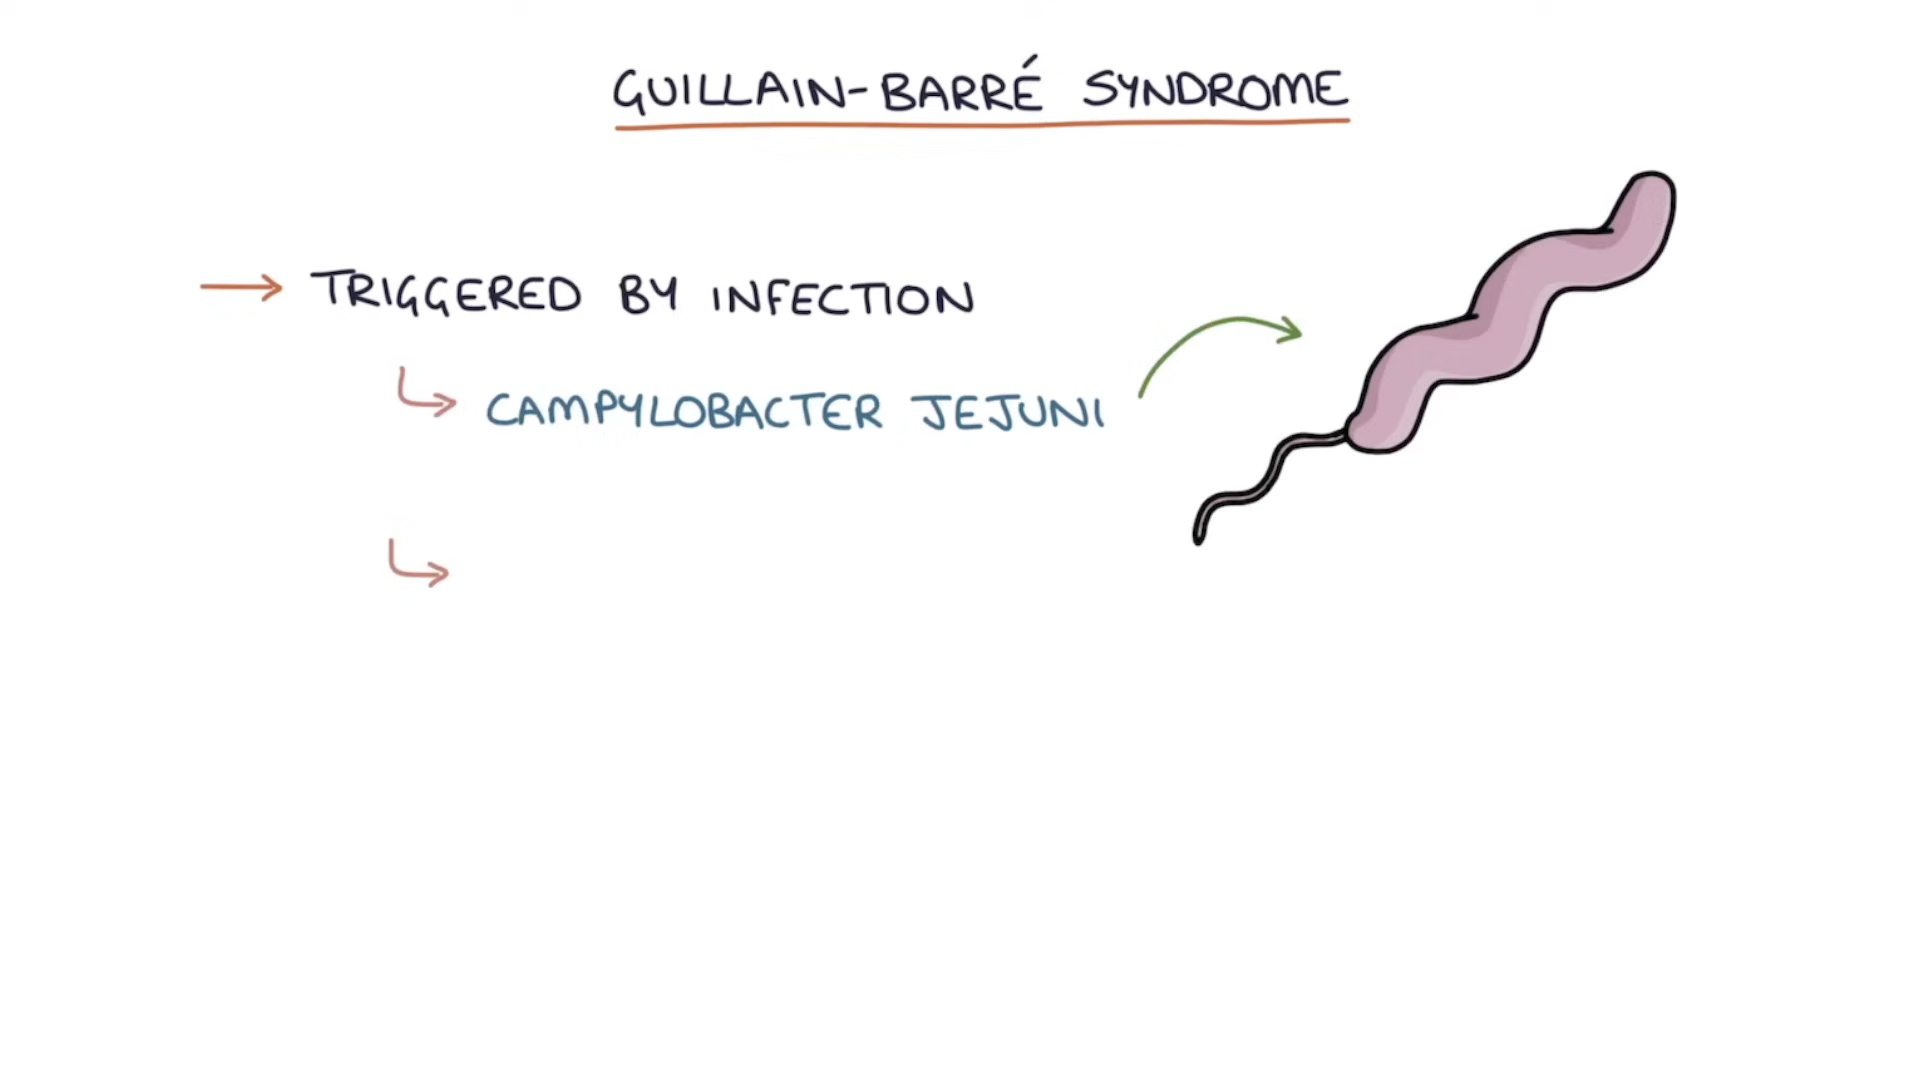 GUILLAIN-BARRÉ SYNDROME
TRIGGERED BY INFECTION
CAMPYLOBACTER JEJUNI